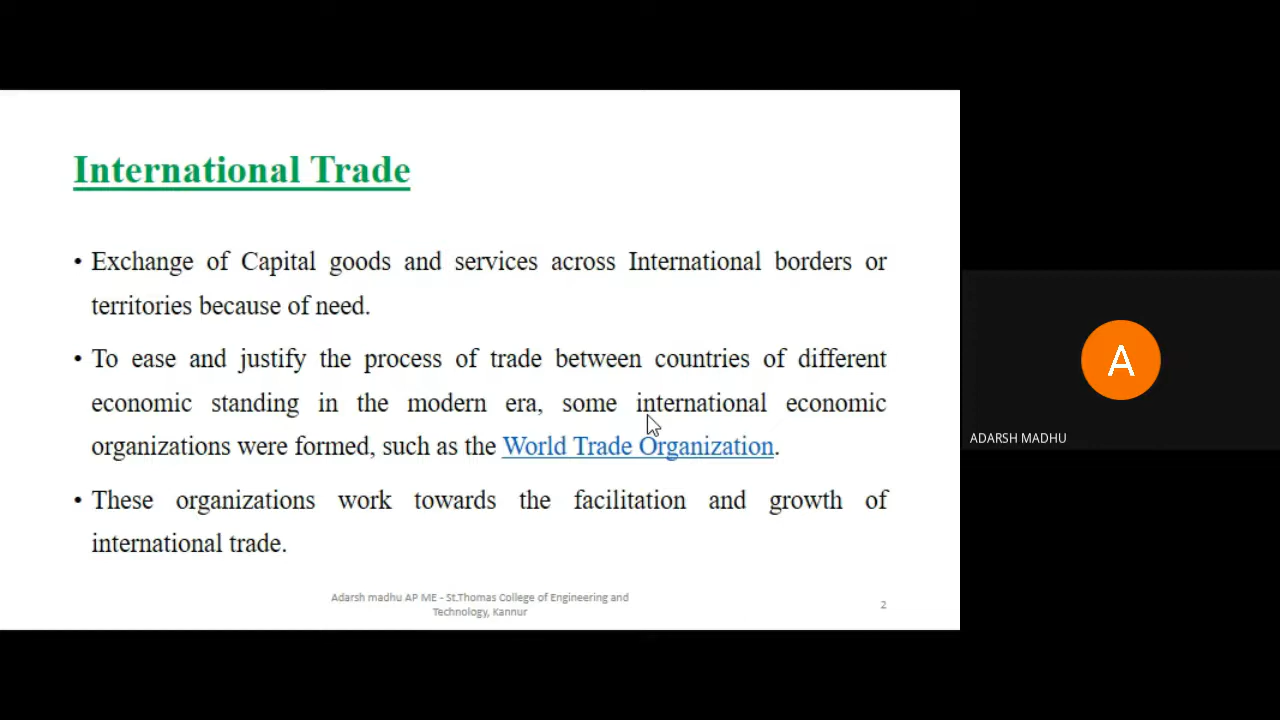 International Trade
• Exchange of Capital goods and services across International borders or
territories because of need.
• To ease and justify the process of trade between countries of different
economic standing in the modern era, some international economic
organizations were formed, such as the World Trade Organization.
• These organizations work towards the facilitation and growth of
international trade.
Adarsh madhu AP ME - St.Thomas College of Engineering and
Technology, Kannur
2
A
ADARSH MADHU